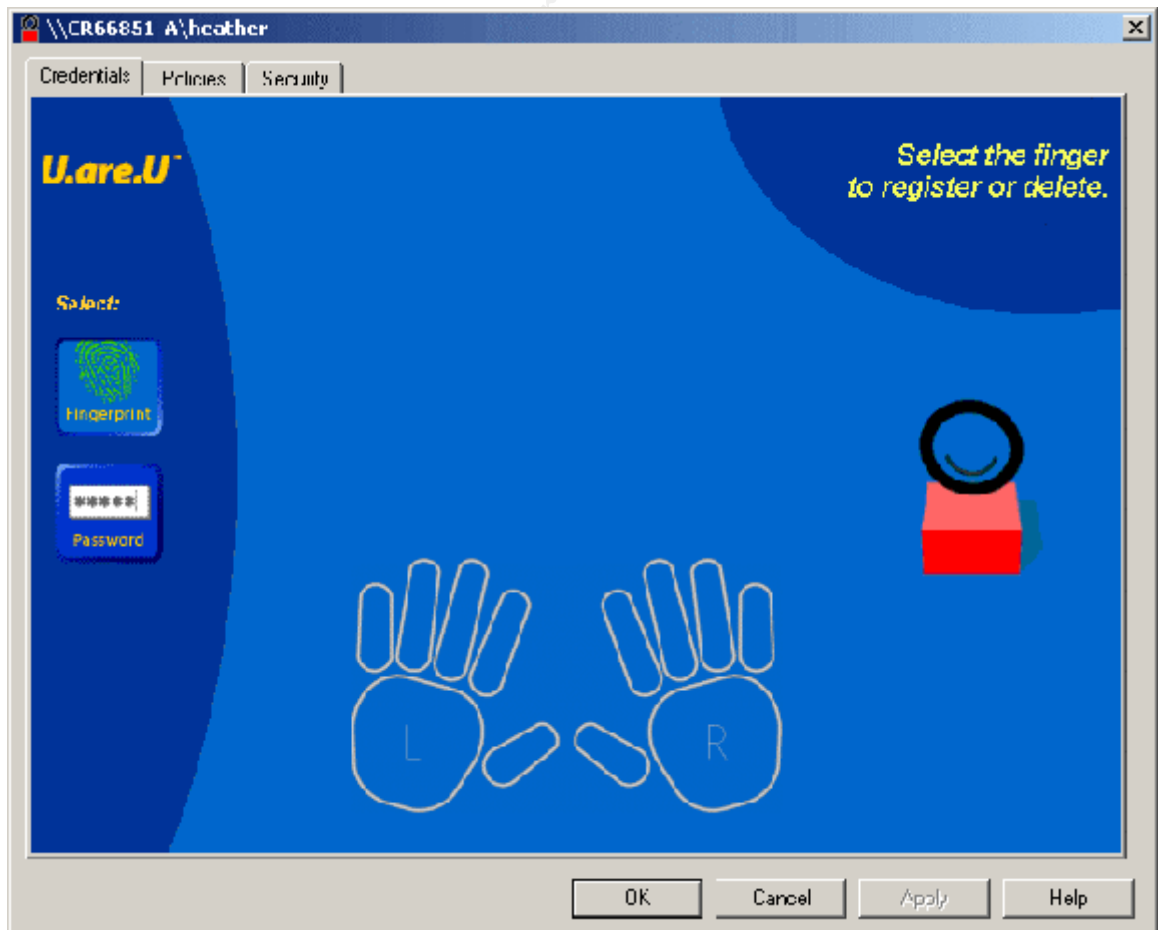 \\CR66851 A\heather
Credentials Policies Security
U.are.U™
Select the finger
to register or delete.
Select:
Fingerprint
*****
Password
L R
OK Cancel Apply Help